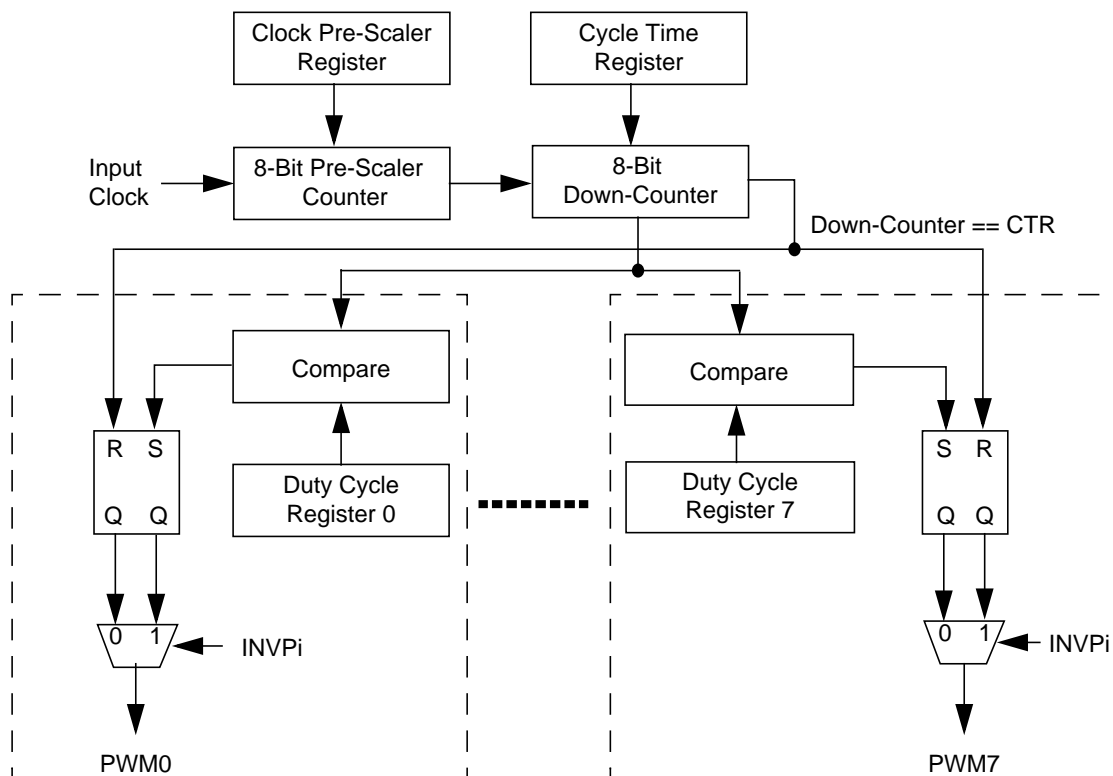 Clock Pre-Scaler
Register
Cycle Time
Register
Input
Clock
8-Bit Pre-Scaler
Counter
8-Bit
Down-Counter
Down-Counter == CTR
Compare
Compare
R S
Q Q
Duty Cycle
Register 0
Duty Cycle
Register 7
S R
Q Q
0 1
INVPi
0 1
INVPi
PWM0
PWM7